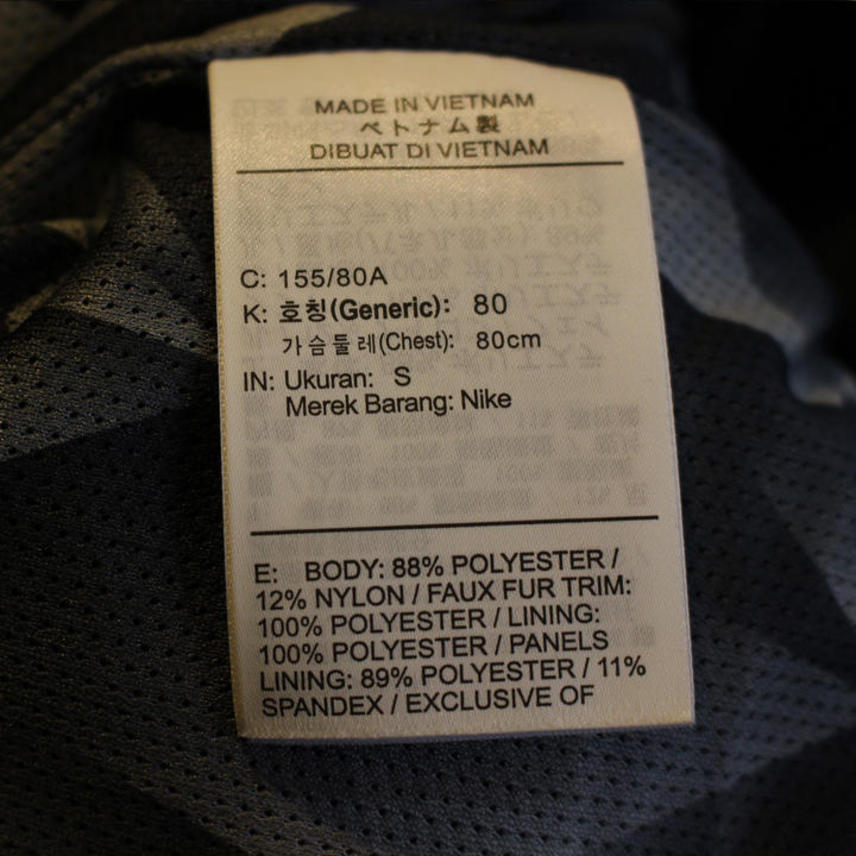 MADE IN VIETNAM
ベトナム製
DIBUAT DI VIETNAM
C: 155/80A
K: 호칭(Generic): 80
가슴둘레(Chest): 80cm
IN: Ukuran: S
Merek Barang: Nike
E: BODY: 88% POLYESTER /
12% NYLON / FAUX FUR TRIM:
100% POLYESTER / LINING:
100% POLYESTER / PANELS
LINING: 89% POLYESTER / 11%
SPANDEX / EXCLUSIVE OF